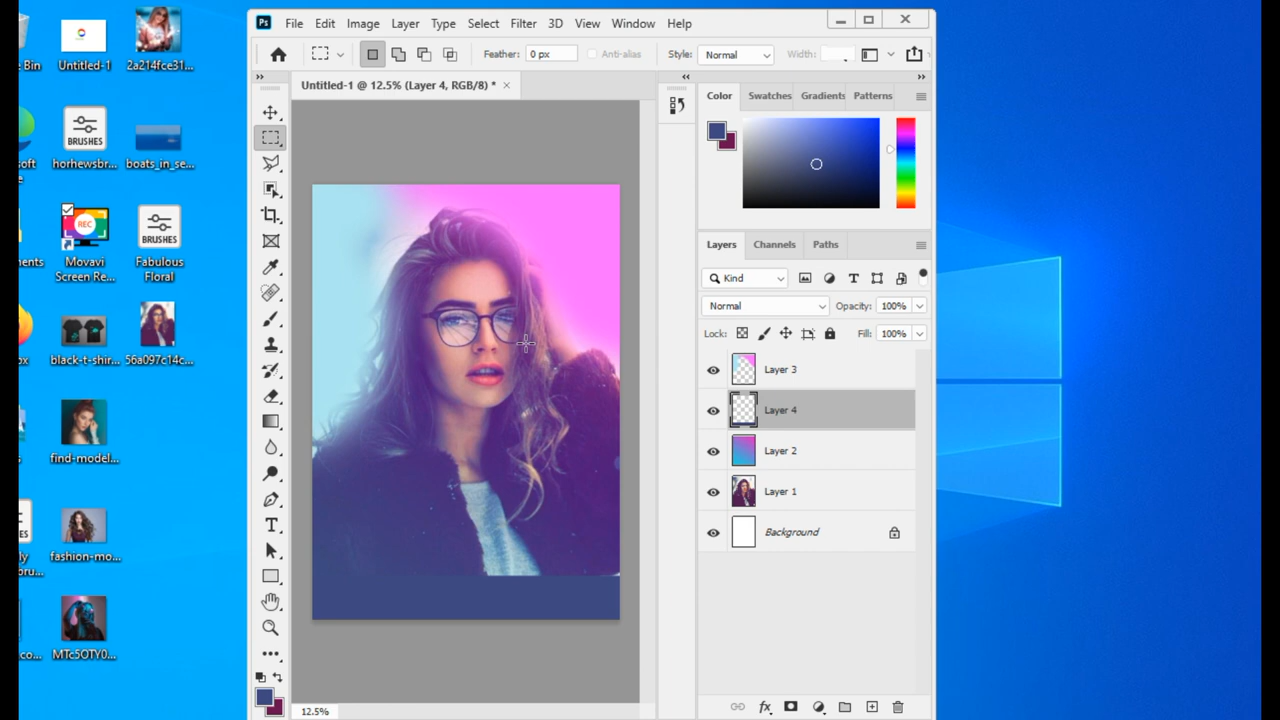 Ps File Edit Image Layer Type Select Filter 3D View Window Help
Feather: 0 px Anti-alias Style: Normal Width:
Untitled-1 @ 12.5% (Layer 4, RGB/8) * ×
Bin
Untitled-1
2a214fce31...
BRUSHES
horhewsbr...
boats_in_se...
REC
Movavi
Screen Re...
BRUSHES
Fabulous
Floral
black-t-shir...
56a097c14c...
find-model...
fashion-mo...
MTc5OTY0...
Color Swatches Gradients Patterns
Layers Channels Paths
Kind
Normal Opacity: 100%
Lock: Fill: 100%
Layer 3
Layer 4
Layer 2
Layer 1
Background
fx
12.5%